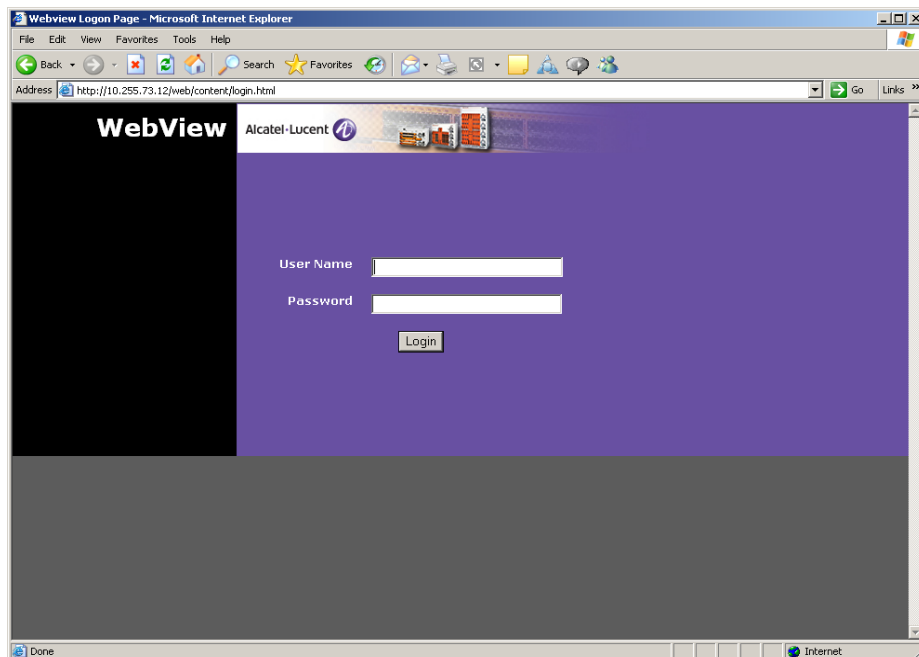 Webview Logon Page - Microsoft Internet Explorer
File Edit View Favorites Tools Help
Back Search Favorites
Address http://10.255.73.12/web/content/login.html Go Links »
WebView Alcatel·Lucent
User Name
Password
Login
Done Internet